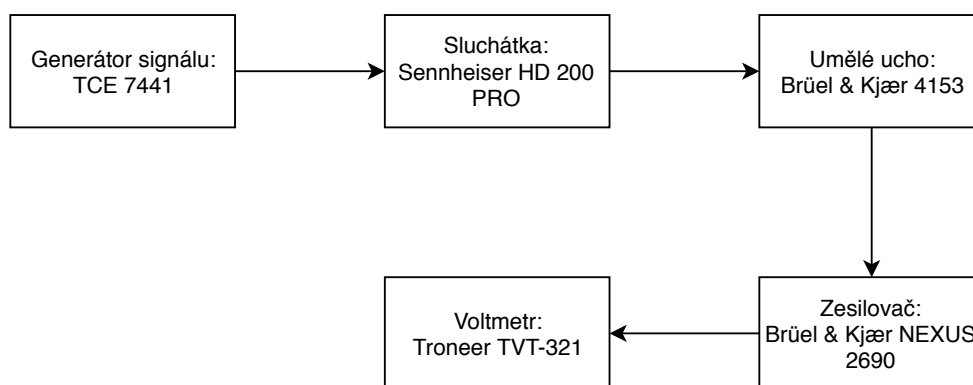 Generátor signálu:
TCE 7441
Sluchátka:
Sennheiser HD 200
PRO
Umělé ucho:
Brüel & Kjær 4153
Zesilovač:
Brüel & Kjær NEXUS
2690
Voltmetr:
Troneer TVT-321